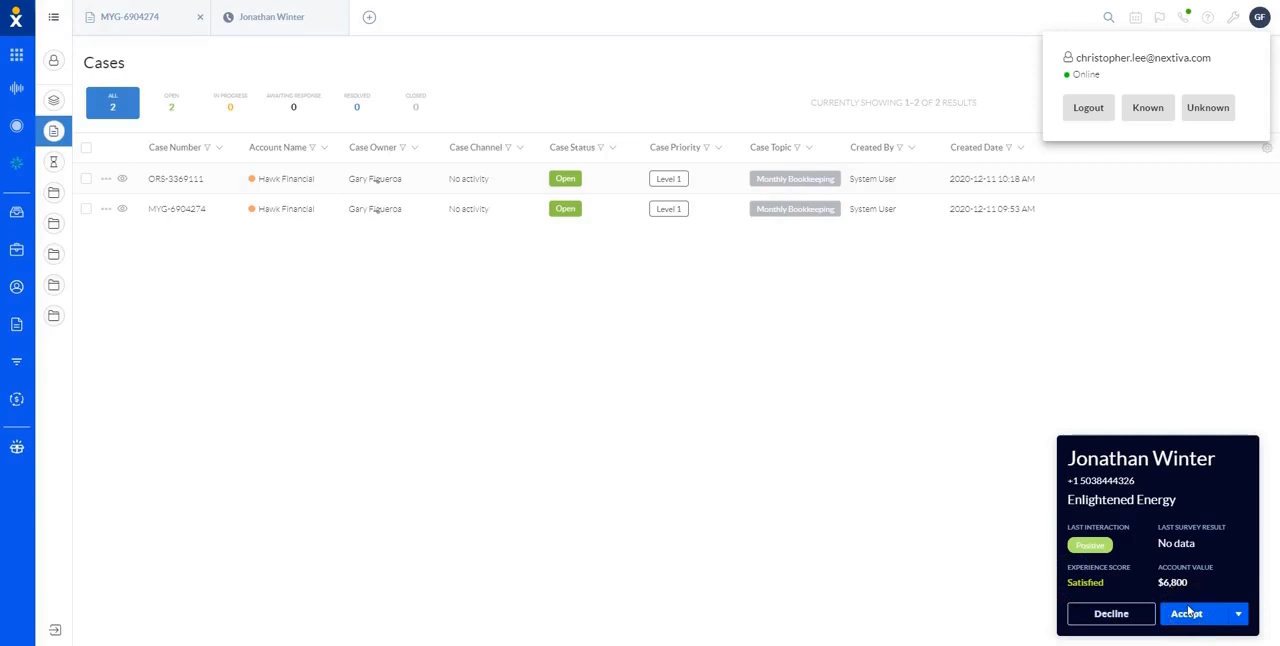 MYG-6904274
Jonathan Winter
GF
christopher.lee@nextiva.com
Online
Logout Known Unknown
Cases
ALL OPEN IN PROGRESS AWAITING RESPONSE RESOLVED CLOSED
2 2 0 0 0 0
CURRENTLY SHOWING 1-2 OF 2 RESULTS
Case Number Account Name Case Owner Case Channel Case Status Case Priority Case Topic Created By Created Date
ORS-3369111 Hawk Financial Gary Figueroa No activity Open Level 1 Monthly Bookkeeping System User 2020-12-11 10:18 AM
MYG-6904274 Hawk Financial Gary Figueroa No activity Open Level 1 Monthly Bookkeeping System User 2020-12-11 09:53 AM
Jonathan Winter
+1 5038444326
Enlightened Energy
LAST INTERACTION LAST SURVEY RESULT
Positive No data
EXPERIENCE SCORE ACCOUNT VALUE
Satisfied $6,800
Decline Accept